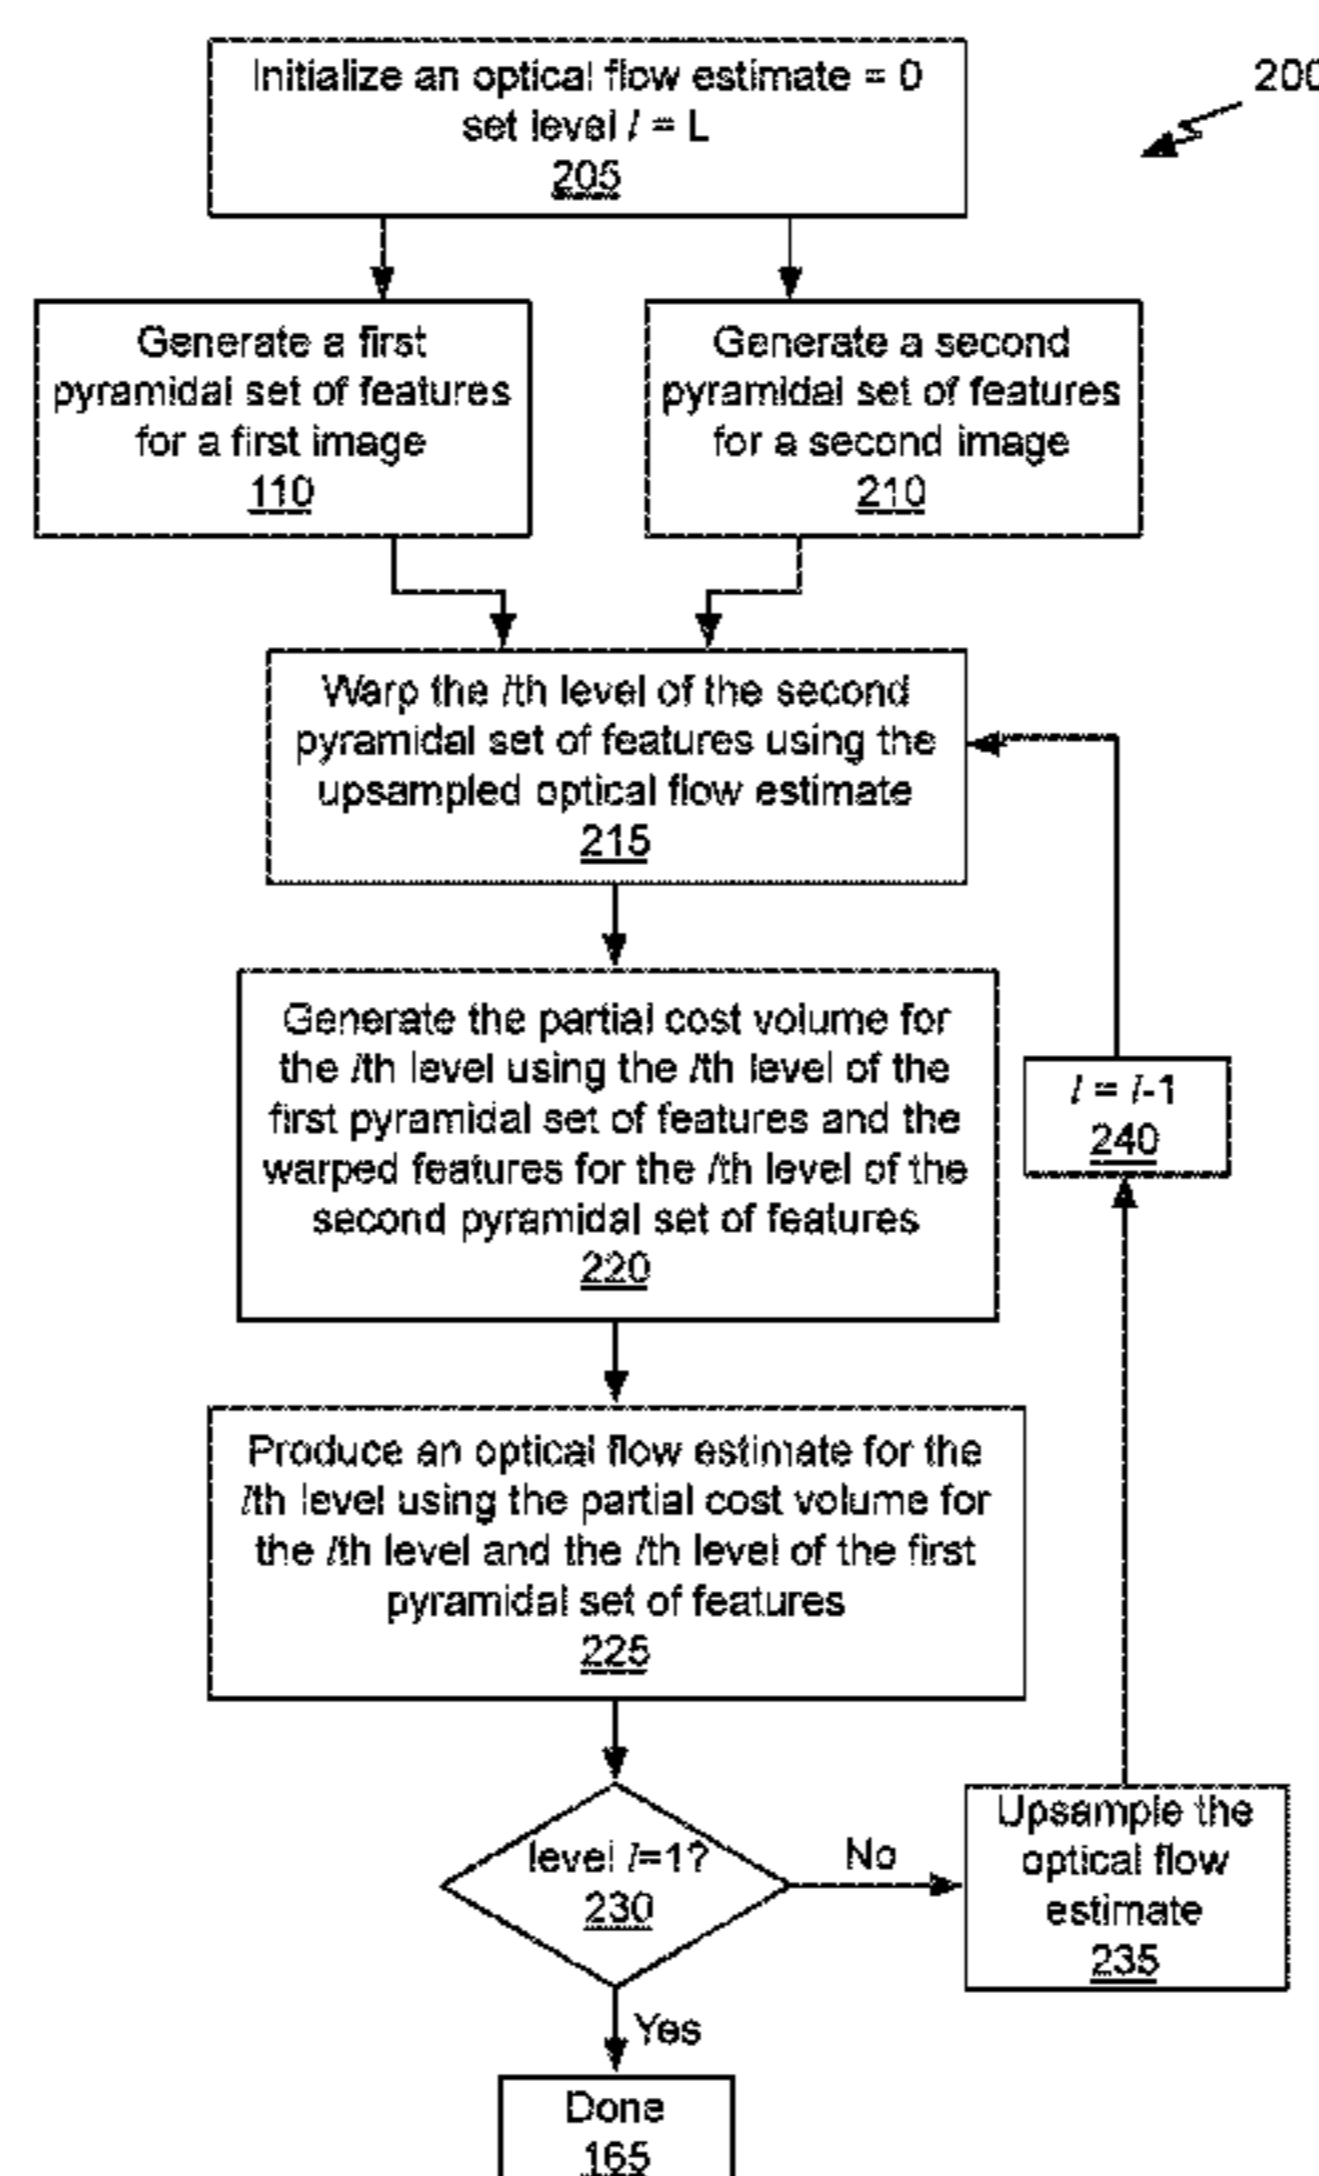 Initialize an optical flow estimate = 0
set level l = L
205
200
Generate a first
pyramidal set of features
for a first image
110
Generate a second
pyramidal set of features
for a second image
210
Warp the lth level of the second
pyramidal set of features using the
upsampled optical flow estimate
215
Generate the partial cost volume for
the lth level using the lth level of the
first pyramidal set of features and the
warped features for the lth level of the
second pyramidal set of features
220
l = l-1
240
Produce an optical flow estimate for the
lth level using the partial cost volume for
the lth level and the lth level of the first
pyramidal set of features
225
level l=1?
230
No
Upsample the
optical flow
estimate
235
Yes
Done
165